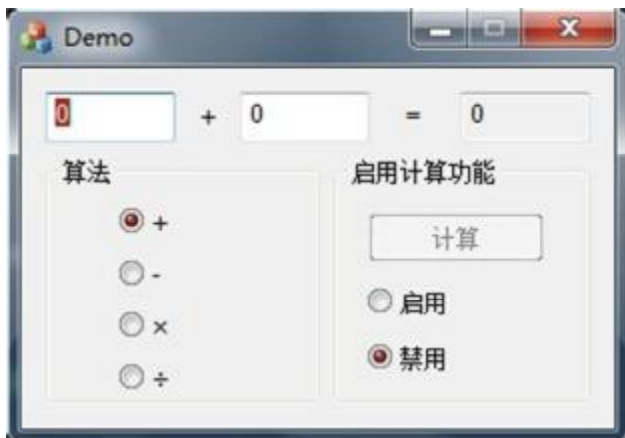 Demo
0 + 0 = 0
算法
+
-
×
÷
启用计算功能
计算
启用
禁用